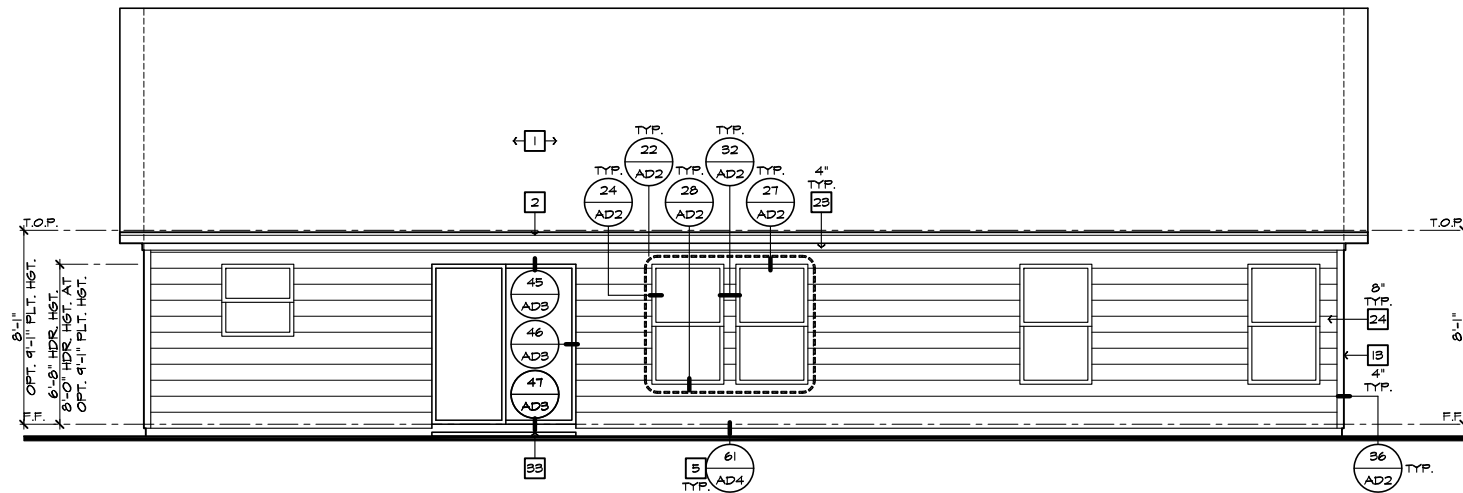 1
TYP.
22
AD2
TYP.
32
AD2
TYP.
24
AD2
TYP.
28
AD2
TYP.
27
AD2
4"
TYP.
23
2
T.O.P.
T.O.P.
8'-1"
OPT. 9'-1" PLT. HGT.
6'-8" HDR. HGT.
8'-0" HDR. HGT. AT
OPT. 9'-1" PLT. HGT.
45
AD3
46
AD3
47
AD3
8"
TYP.
24
13
4"
TYP.
8'-1"
F.F.
F.F.
33
5
TYP.
61
AD4
36
AD2
TYP.